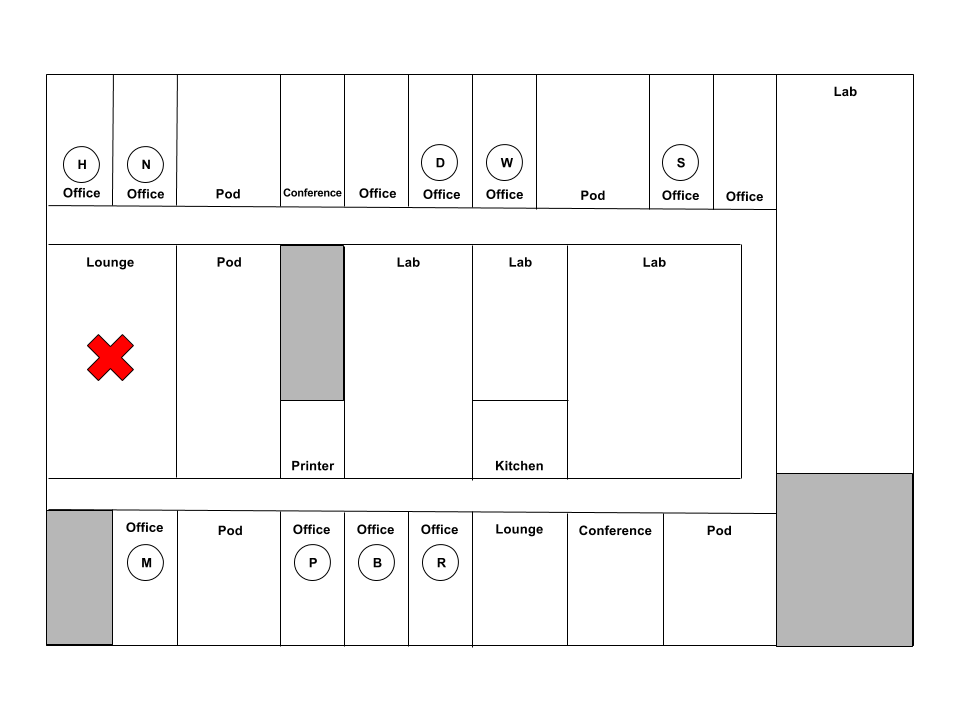 Lab
H
N
D
W
S
Office
Office
Pod
Conference
Office
Office
Office
Pod
Office
Office
Lounge
Pod
Lab
Lab
Lab
Printer
Kitchen
Office
Pod
Office
Office
Office
Lounge
Conference
Pod
M
P
B
R